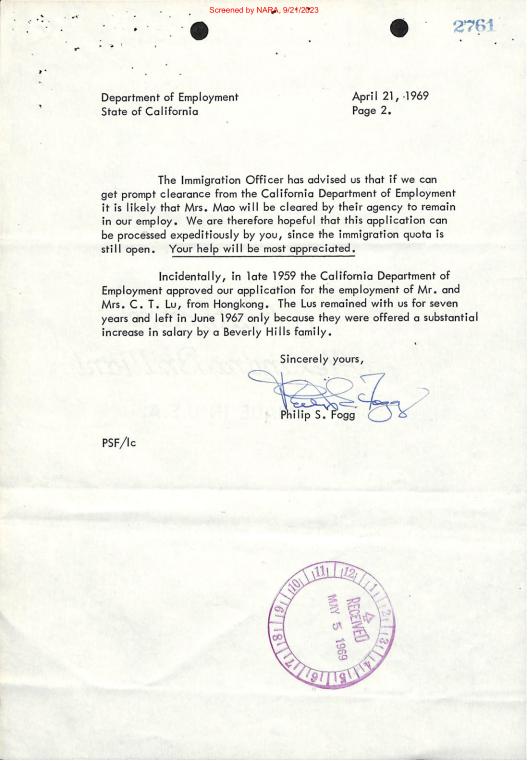 Screened by NARA, 9/21/2023
2761
Department of Employment April 21, 1969
State of California Page 2.
The Immigration Officer has advised us that if we can
get prompt clearance from the California Department of Employment
it is likely that Mrs. Mao will be cleared by their agency to remain
in our employ. We are therefore hopeful that this application can
be processed expeditiously by you, since the immigration quota is
still open. Your help will be most appreciated.
Incidentally, in late 1959 the California Department of
Employment approved our application for the employment of Mr. and
Mrs. C. T. Lu, from Hongkong. The Lus remained with us for seven
years and left in June 1967 only because they were offered a substantial
increase in salary by a Beverly Hills family.
Sincerely yours,
Philip S. Fogg
Philip S. Fogg
PSF/lc
12 1 2 3 4 5 6 7 8 9 10 11
RECEIVED
MAY 5 1969